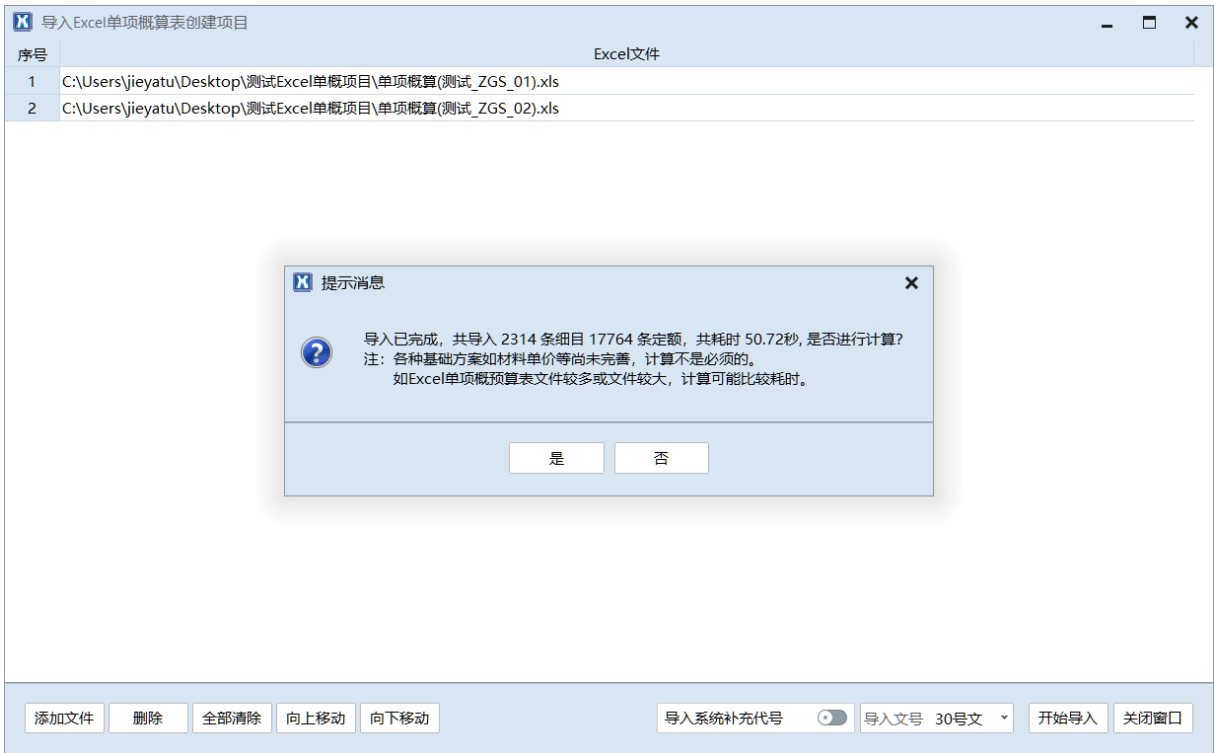 导入Excel单项概算表创建项目
序号 Excel文件
1 C:\Users\jieyatu\Desktop\测试Excel单概项目\单项概算(测试_ZGS_01).xls
2 C:\Users\jieyatu\Desktop\测试Excel单概项目\单项概算(测试_ZGS_02).xls
提示消息
导入已完成，共导入 2314 条细目 17764 条定额，共耗时 50.72秒, 是否进行计算?
注：各种基础方案如材料单价等尚未完善，计算不是必须的。
如Excel单项概预算表文件较多或文件较大，计算可能比较耗时。
是 否
添加文件 删除 全部清除 向上移动 向下移动 导入系统补充代号 导入文号 30号文 开始导入 关闭窗口